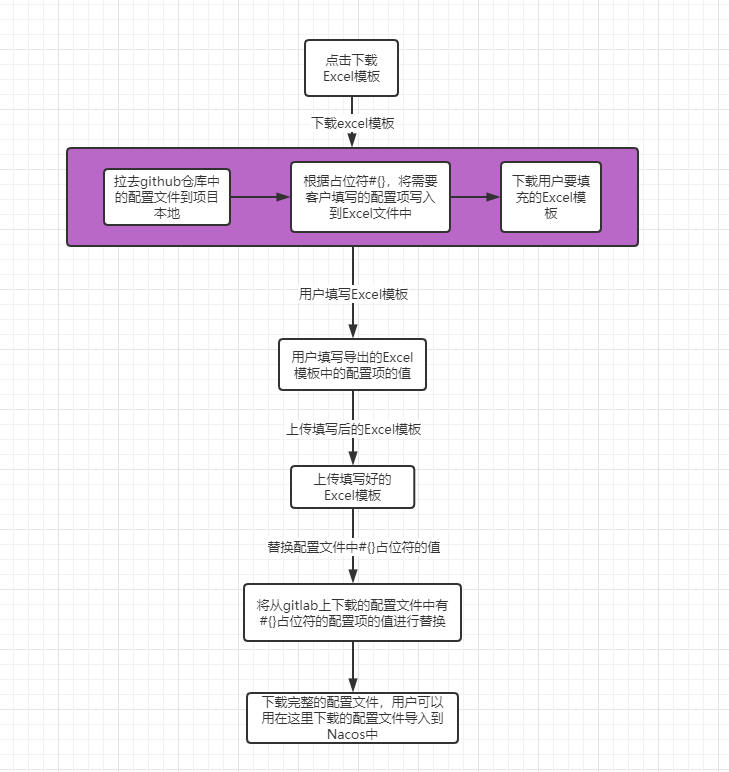 点击下载
Excel模板
下载excel模板
拉去github仓库中
的配置文件到项目
本地
根据占位符#{}，将需要
客户填写的配置项写入
到Excel文件中
下载用户要填
充的Excel模
板
用户填写Excel模板
用户填写导出的Excel
模板中的配置项的值
上传填写后的Excel模板
上传填写好的
Excel模板
替换配置文件中#{}占位符的值
将从gitlab上下载的配置文件中有
#{}占位符的配置项的值进行替换
下载完整的配置文件，用户可以
用在这里下载的配置文件导入到
Nacos中